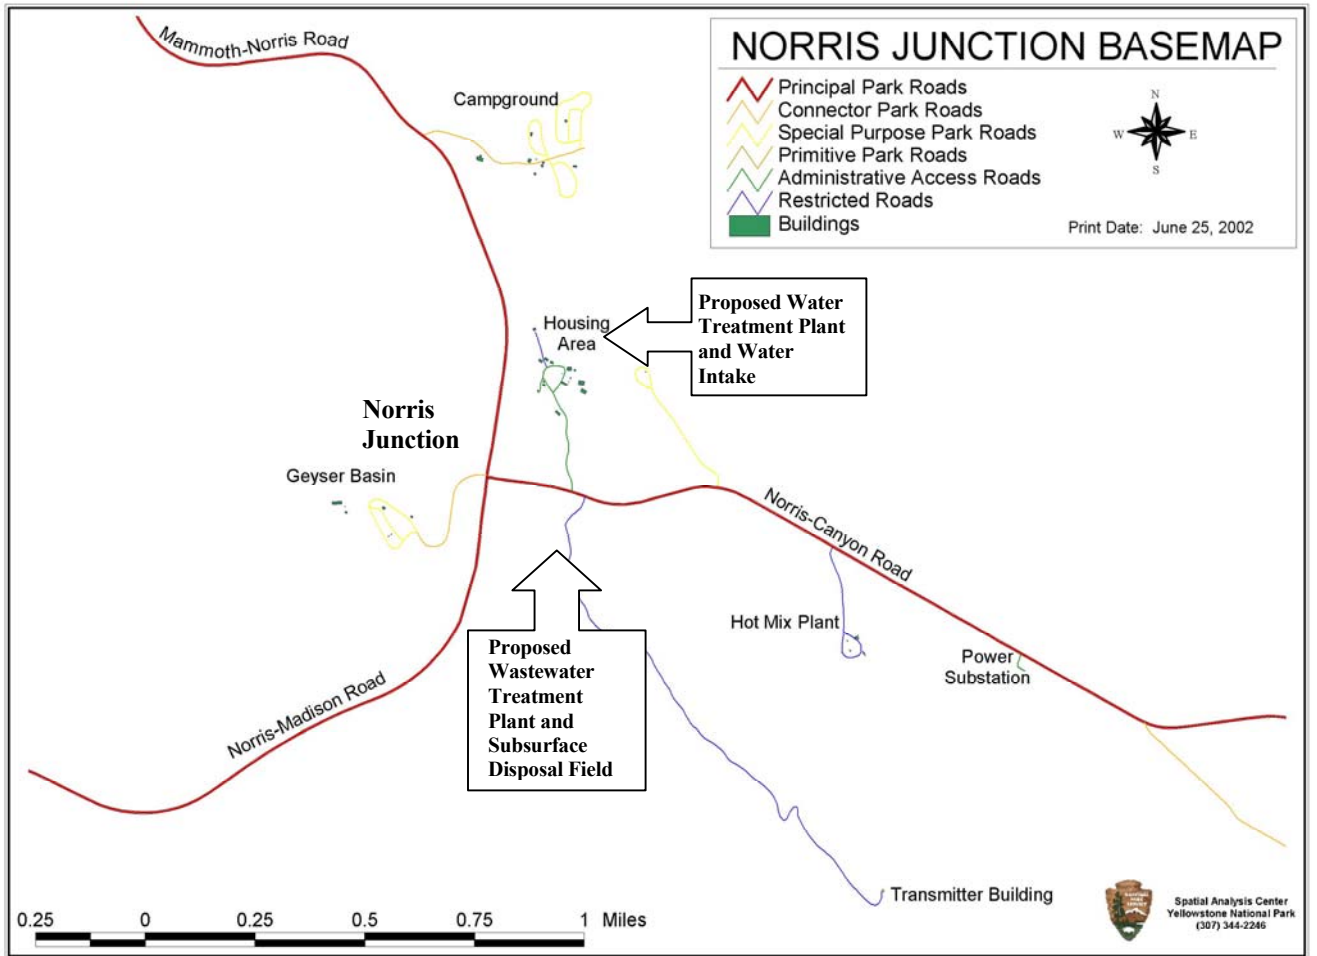 NORRIS JUNCTION BASEMAP
Principal Park Roads
Connector Park Roads
Special Purpose Park Roads
Primitive Park Roads
Administrative Access Roads
Restricted Roads
Buildings
N
W E
S
Print Date: June 25, 2002
Mammoth-Norris Road
Campground
Housing
Area
Proposed Water
Treatment Plant
and Water
Intake
Norris
Junction
Geyser Basin
Norris-Canyon Road
Hot Mix Plant
Power
Substation
Proposed
Wastewater
Treatment
Plant and
Subsurface
Disposal Field
Norris-Madison Road
Transmitter Building
0.25 0 0.25 0.5 0.75 1 Miles
Spatial Analysis Center
Yellowstone National Park
(307) 344-2246